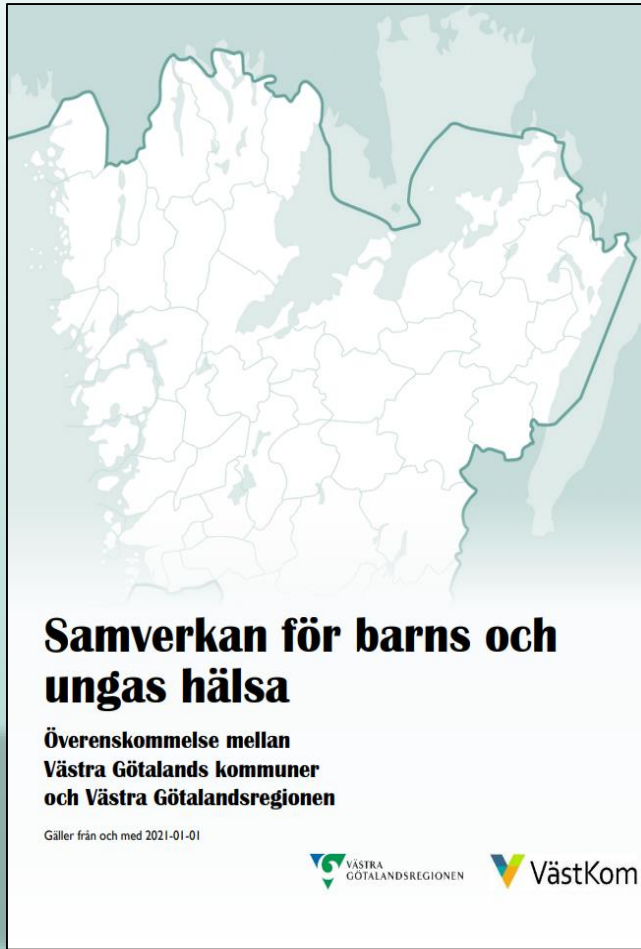 Samverkan för barns och
ungas hälsa
Överenskommelse mellan
Västra Götalands kommuner
och Västra Götalandsregionen
Gäller från och med 2021-01-01
VÄSTRA
GÖTALANDSREGIONEN
VästKom